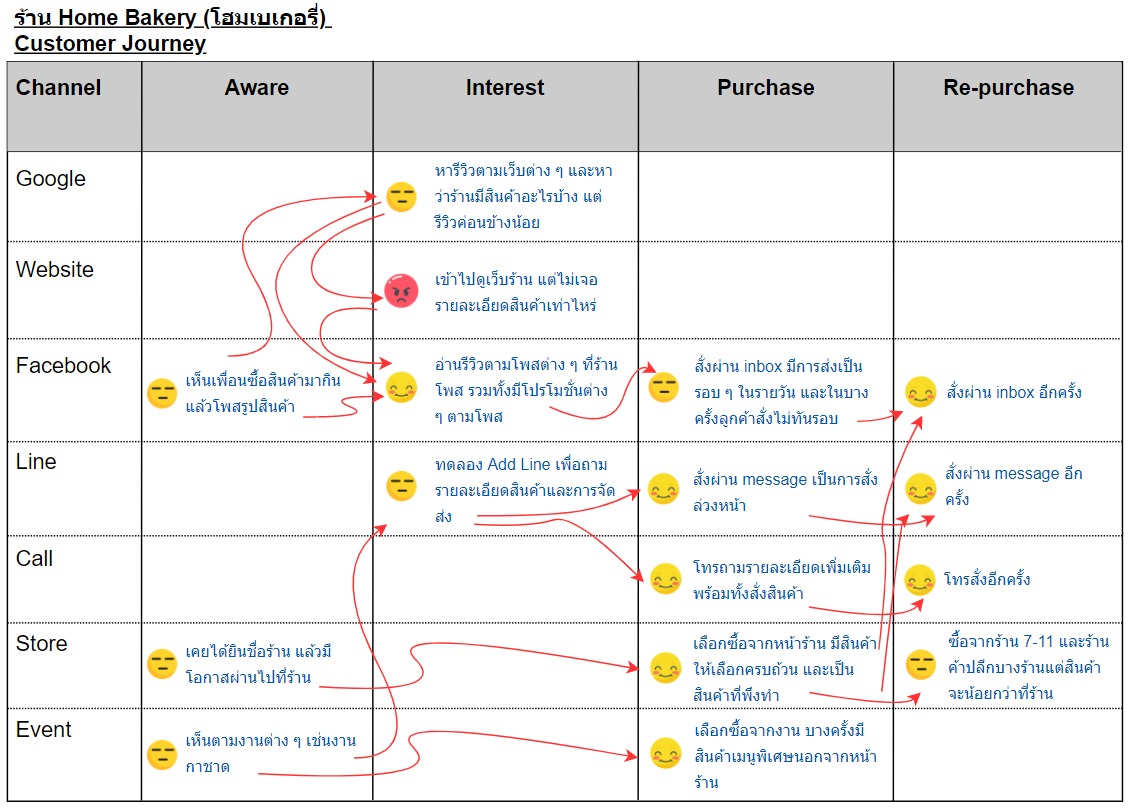 ร้าน Home Bakery (โฮมเบเกอรี่)
Customer Journey
Channel
Aware
Interest
Purchase
Re-purchase
Google
หารีวิวตามเว็บต่าง ๆ และหา
ว่าร้านมีสินค้าอะไรบ้าง แต่
รีวิวค่อนข้างน้อย
Website
เข้าไปดูเว็บร้าน แต่ไม่เจอ
รายละเอียดสินค้าเท่าไหร่
Facebook
เห็นเพื่อนซื้อสินค้ามากิน
แล้วโพสรูปสินค้า
อ่านรีวิวตามโพสต่าง ๆ ที่ร้าน
โพส รวมทั้งมีโปรโมชั่นต่าง
ๆ ตามโพส
สั่งผ่าน inbox มีการส่งเป็น
รอบ ๆ ในรายวัน และในบาง
ครั้งลูกค้าสั่งไม่ทันรอบ
สั่งผ่าน inbox อีกครั้ง
Line
ทดลอง Add Line เพื่อถาม
รายละเอียดสินค้าและการจัด
ส่ง
สั่งผ่าน message เป็นการสั่ง
ล่วงหน้า
สั่งผ่าน message อีก
ครั้ง
Call
โทรถามรายละเอียดเพิ่มเติม
พร้อมทั้งสั่งสินค้า
โทรสั่งอีกครั้ง
Store
เคยได้ยินชื่อร้าน แล้วมี
โอกาสผ่านไปที่ร้าน
เลือกซื้อจากหน้าร้าน มีสินค้า
ให้เลือกครบถ้วน และเป็น
สินค้าที่พึ่งทำ
ซื้อจากร้าน 7-11 และร้าน
ค้าปลีกบางร้านแต่สินค้า
จะน้อยกว่าที่ร้าน
Event
เห็นตามงานต่าง ๆ เช่นงาน
กาชาด
เลือกซื้อจากงาน บางครั้งมี
สินค้าเมนูพิเศษนอกจากหน้า
ร้าน